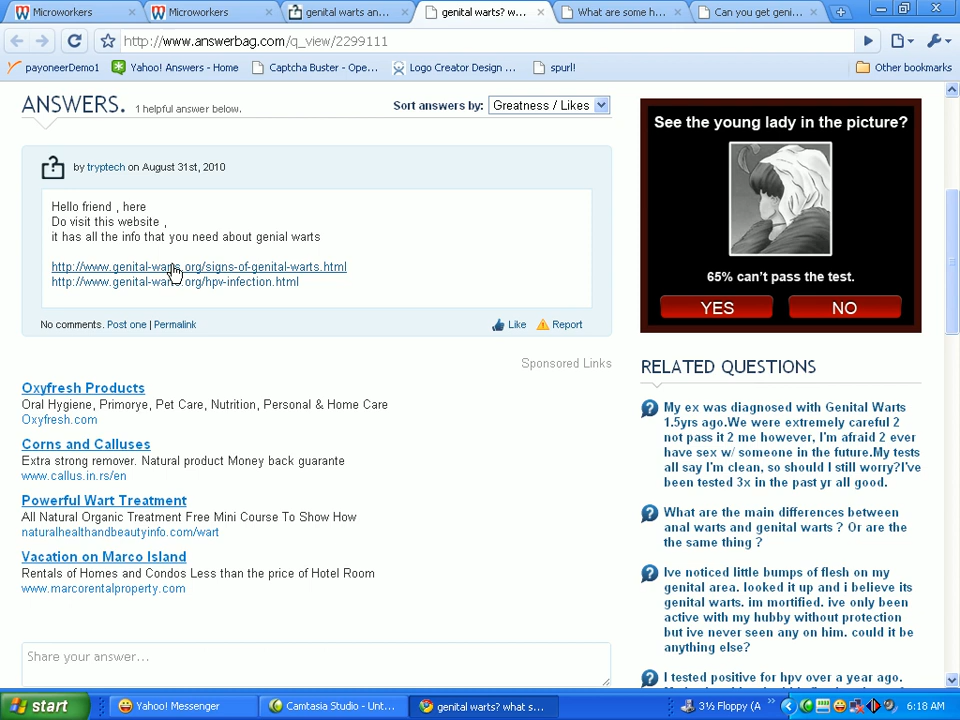 Microworkers
Microworkers
genital warts an...
genital warts? w...
What are some h...
Can you get geni...
http://www.answerbag.com/q_view/2299111
payoneerDemo1
Yahoo! Answers - Home
Captcha Buster - Ope...
Logo Creator Design ...
spurl!
Other bookmarks
ANSWERS. 1 helpful answer below.
Sort answers by: Greatness / Likes
by tryptech on August 31st, 2010
Hello friend , here
Do visit this website ,
it has all the info that you need about genial warts
http://www.genital-warts.org/signs-of-genital-warts.html
http://www.genital-warts.org/hpv-infection.html
No comments. Post one | Permalink
Like
Report
Sponsored Links
Oxyfresh Products
Oral Hygiene, Primorye, Pet Care, Nutrition, Personal & Home Care
Oxyfresh.com
Corns and Calluses
Extra strong remover. Natural product Money back guarante
www.callus.in.rs/en
Powerful Wart Treatment
All Natural Organic Treatment Free Mini Course To Show How
naturalhealthandbeautyinfo.com/wart
Vacation on Marco Island
Rentals of Homes and Condos Less than the price of Hotel Room
www.marcorentalproperty.com
Share your answer...
See the young lady in the picture?
65% can't pass the test.
YES
NO
RELATED QUESTIONS
My ex was diagnosed with Genital Warts
1.5yrs ago.We were extremely careful 2
not pass it 2 me however, I'm afraid 2 ever
have sex w/ someone in the future.My tests
all say I'm clean, so should I still worry?I've
been tested 3x in the past yr all good.
What are the main differences between
anal warts and genital warts ? Or are the
the same thing ?
Ive noticed little bumps of flesh on my
genital area. looked it up and i believe its
genital warts. im mortified. ive only been
active with my hubby without protection
but ive never seen any on him. could it be
anything else?
I tested positive for hpv over a year ago.
start
Yahoo! Messenger
Camtasia Studio - Unt...
genital warts? what s...
3½ Floppy (A
6:18 AM